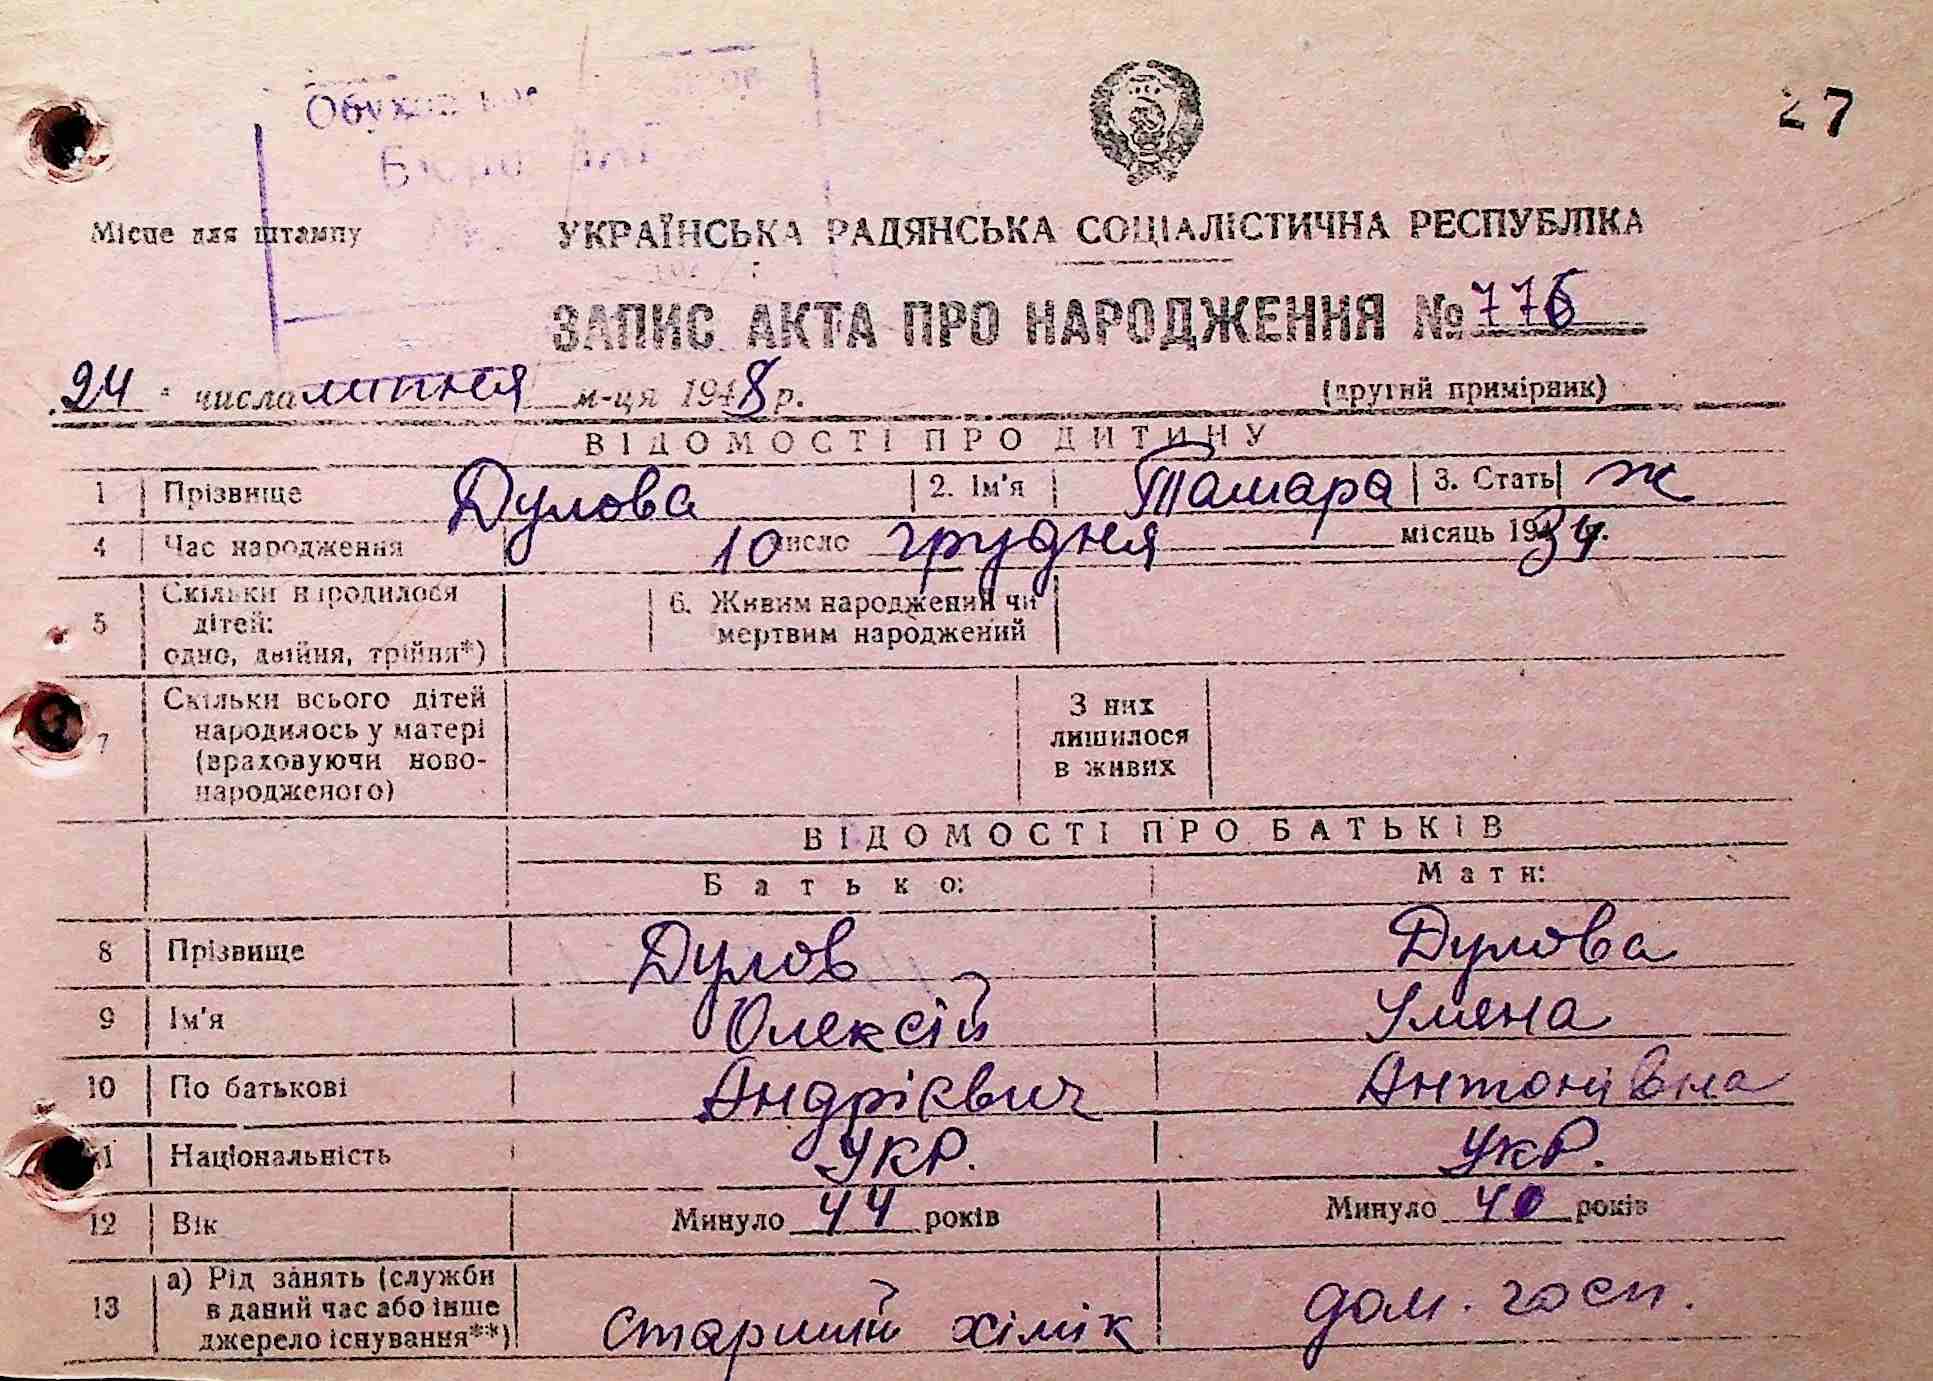 27
Місце для штампу
УКРАЇНСЬКА РАДЯНСЬКА СОЦІАЛІСТИЧНА РЕСПУБЛІКА
ЗАПИС АКТА ПРО НАРОДЖЕННЯ № 776
24 числа липня м-ця 1948 р. (другий примірник)
ВІДОМОСТІ ПРО ДИТИНУ
1 Прізвище Дулова 2. Ім'я Тамара 3. Стать ж
4 Час народження 10 число грудня місяць 1934 р.
5 Скільки народилося дітей: одно, двійня, трійня*)
6. Живим народжений чи мертвим народжений
7 Скільки всього дітей народилось у матері (враховуючи новонародженого)
З них лишилося в живих
ВІДОМОСТІ ПРО БАТЬКІВ
Батько: Мати:
8 Прізвище Дулов Дулова
9 Ім'я Олексій Умена
10 По батькові Андрієвич Антонівна
11 Національність укр. укр.
12 Вік Минуло 44 років Минуло 40 років
13 а) Рід занять (служби в даний час або інше джерело існування**) старший хімік дом. госп.